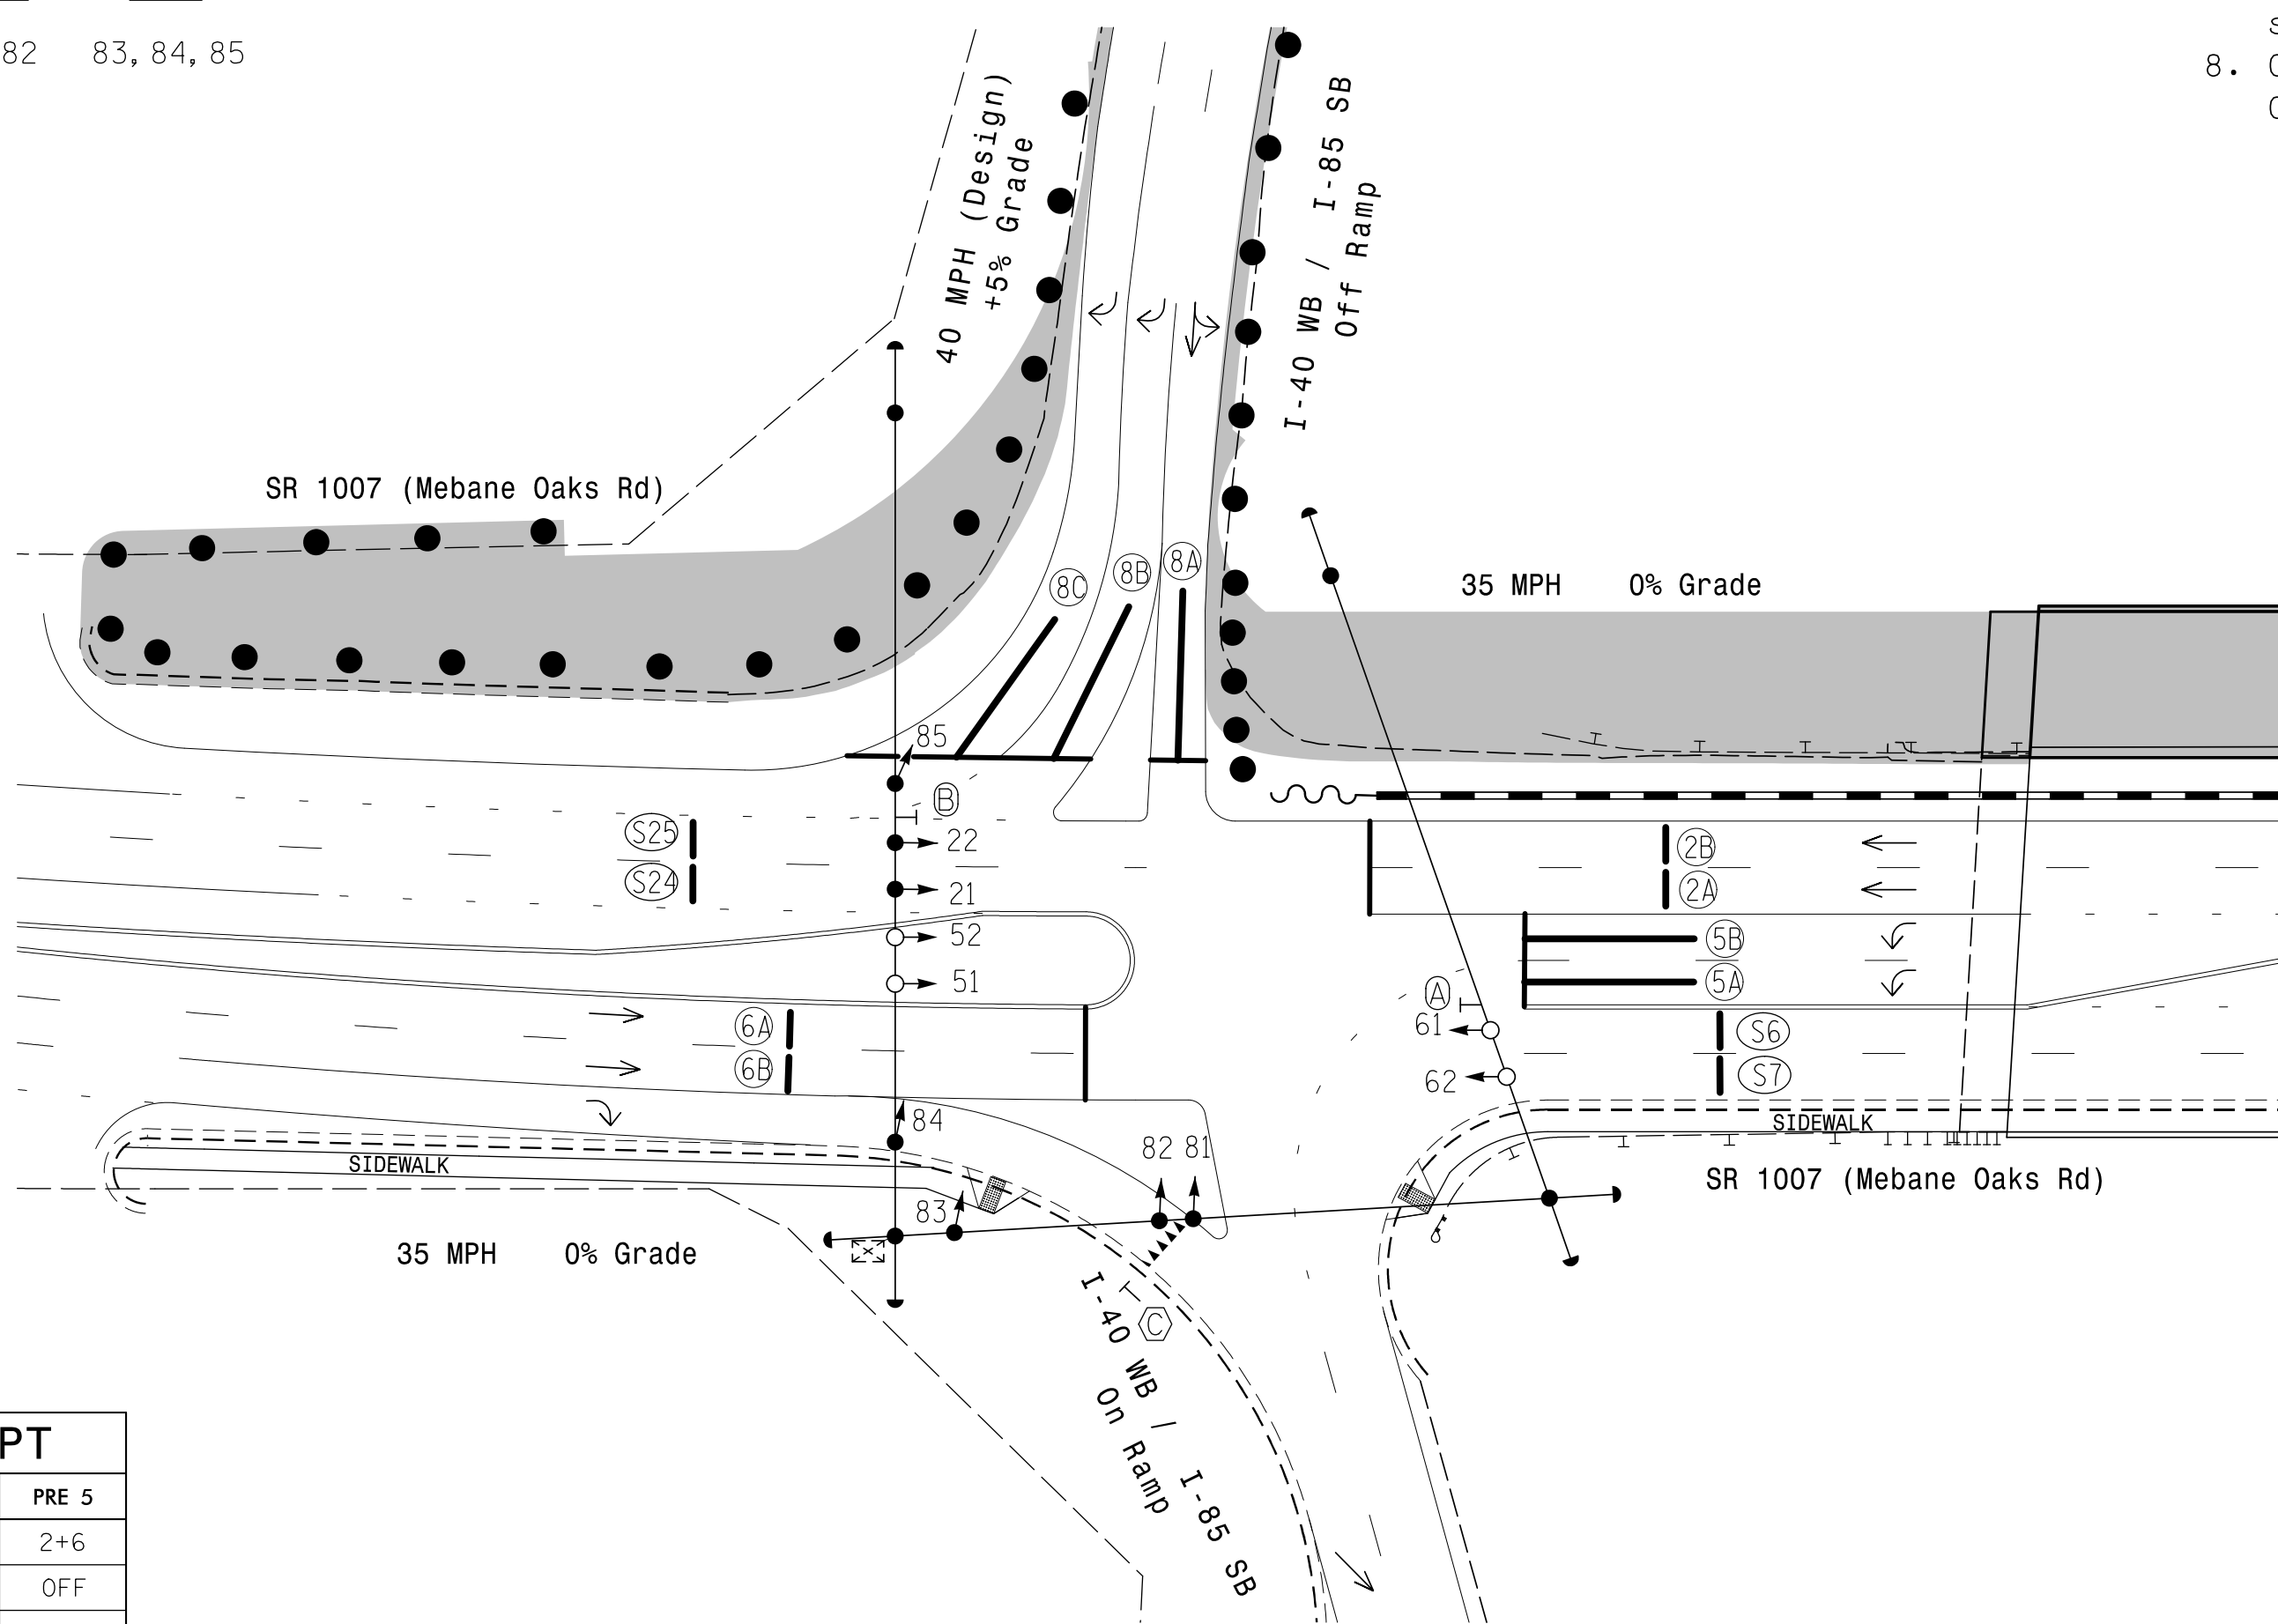 82 83,84,85
8.
40 MPH (Design)
+5% Grade
I-40 WB / I-85 SB
Off Ramp
SR 1007 (Mebane Oaks Rd)
8C
8B
8A
35 MPH 0% Grade
85
B
S25
22
2B
S24
21
2A
52
5B
51
5A
A
6A
61
S6
6B
62
S7
84
SIDEWALK
82 81
SIDEWALK
83
SR 1007 (Mebane Oaks Rd)
35 MPH 0% Grade
C
I-40 WB / I-85 SB
On Ramp
PT
PRE 5
2+6
OFF